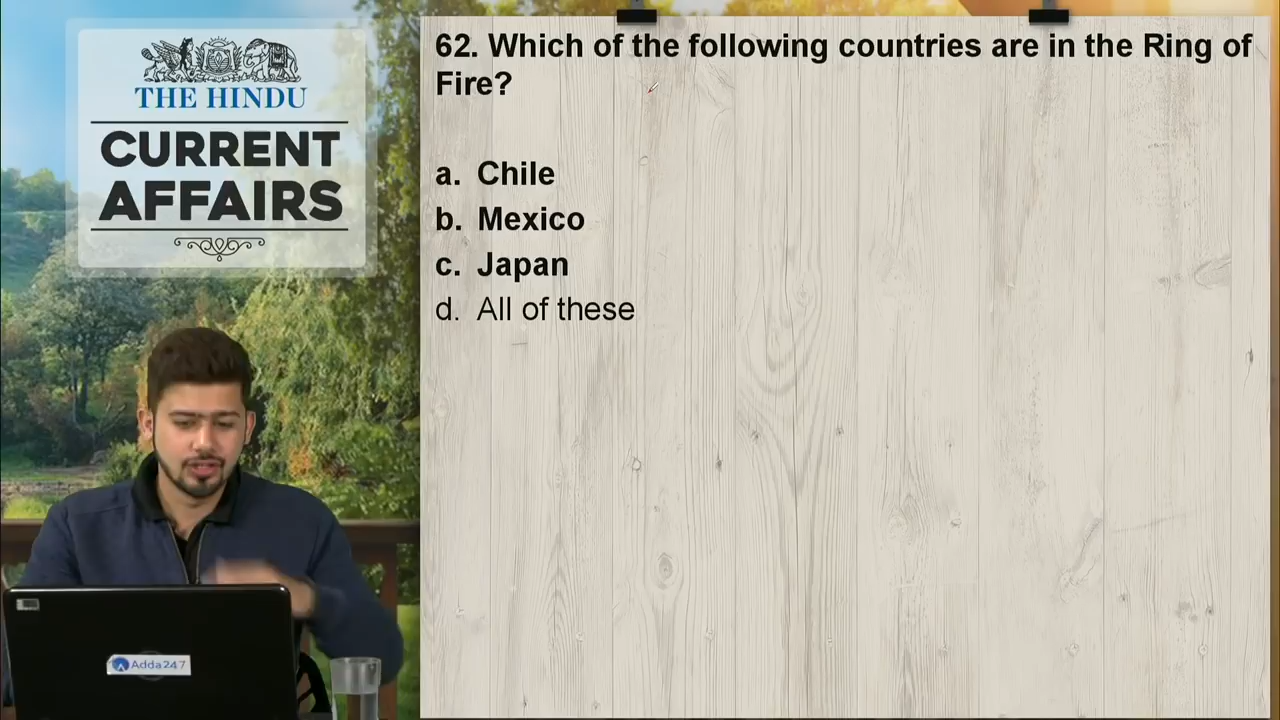 THE HINDU
CURRENT
AFFAIRS
62. Which of the following countries are in the Ring of
Fire?
a. Chile
b. Mexico
c. Japan
d. All of these
Adda247